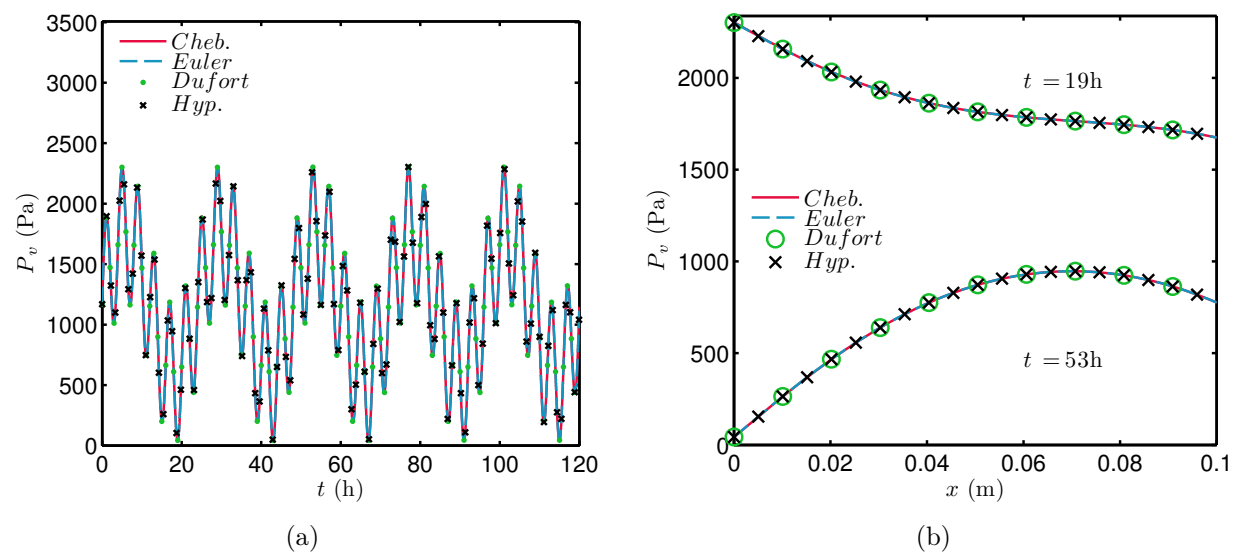 3500
3000
2500
2000
1500
1000
500
0
P_v (Pa)
Cheb.
Euler
Dufort
Hyp.
0 20 40 60 80 100 120
t (h)
(a)
2000
1500
1000
500
0
P_v (Pa)
t = 19h
Cheb.
Euler
Dufort
Hyp.
t = 53h
0 0.02 0.04 0.06 0.08 0.1
x (m)
(b)